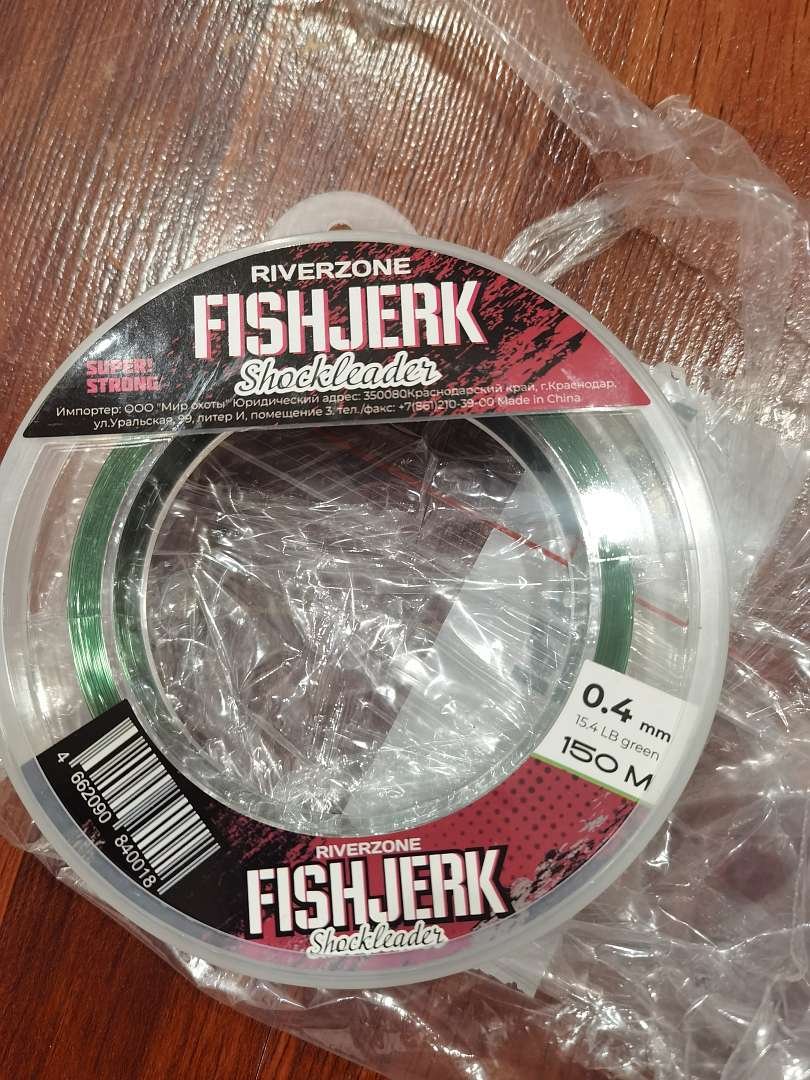 RIVERZONE
FISHJERK
Shockleader
SUPER!
STRONG
Импортер: ООО "Мир охоты" Юридический адрес: 350080Краснодарский край, г.Краснодар,
ул.Уральская, 99, литер И, помещение 3. тел./факс: +7(861)210-39-00 Made in China
0.4 mm
15.4 LB green
150 M
4 662090 840018
RIVERZONE
FISHJERK
Shockleader